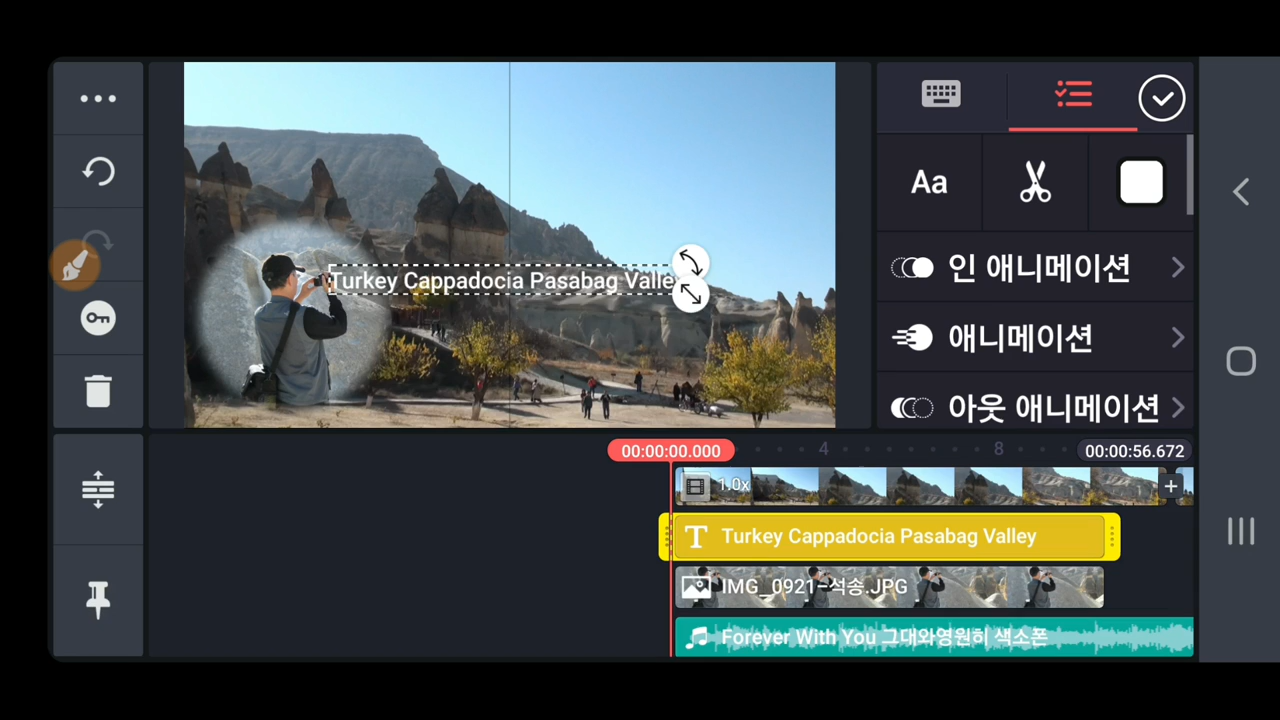 Aa
Turkey Cappadocia Pasabag Valle
인 애니메이션
애니메이션
아웃 애니메이션
00:00:00.000
4
8
00:00:56.672
1.0x
T Turkey Cappadocia Pasabag Valley
IMG_0921-석송.JPG
Forever With You 그대와영원히 색소폰